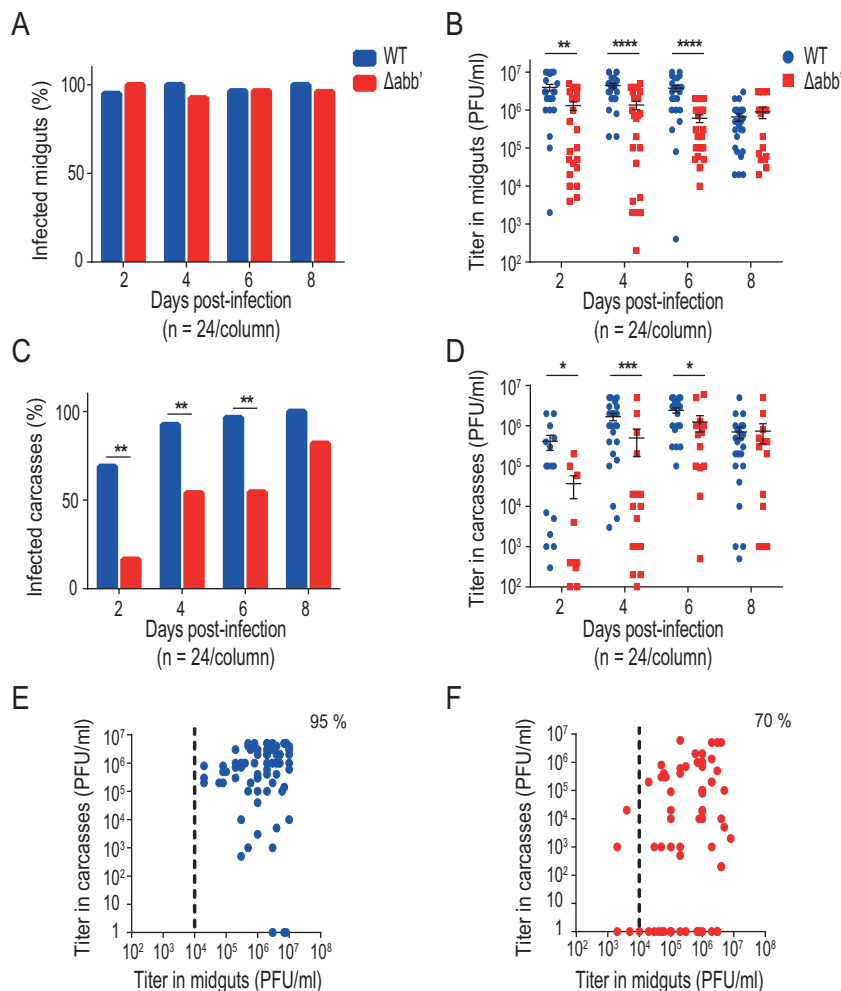 A
WT
Δabb'
Infected midguts (%)
100
50
0
2 4 6 8
Days post-infection
(n = 24/column)
B
WT
Δabb'
** **** ****
Titer in midguts (PFU/ml)
10⁷
10⁶
10⁵
10⁴
10³
10²
2 4 6 8
Days post-infection
(n = 24/column)
C
Infected carcasses (%)
100
50
0
** ** **
2 4 6 8
Days post-infection
(n = 24/column)
D
* *** *
Titer in carcasses (PFU/ml)
10⁷
10⁶
10⁵
10⁴
10³
10²
2 4 6 8
Days post-infection
(n = 24/column)
E
95 %
Titer in carcasses (PFU/ml)
10⁷
10⁶
10⁵
10⁴
10³
10²
10
1
10² 10³ 10⁴ 10⁵ 10⁶ 10⁷ 10⁸
Titer in midguts (PFU/ml)
F
70 %
Titer in carcasses (PFU/ml)
10⁷
10⁶
10⁵
10⁴
10³
10²
10
1
10² 10³ 10⁴ 10⁵ 10⁶ 10⁷ 10⁸
Titer in midguts (PFU/ml)